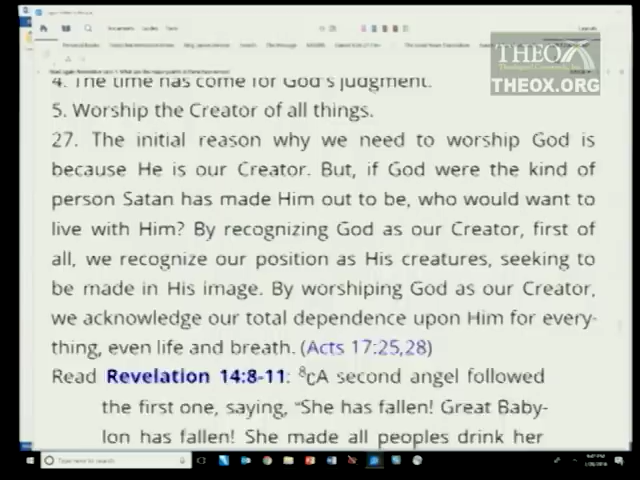 THEOX
THEOX.ORG
4. The time has come for God's judgment.
5. Worship the Creator of all things.
27. The initial reason why we need to worship God is
because He is our Creator. But, if God were the kind of
person Satan has made Him out to be, who would want to
live with Him? By recognizing God as our Creator, first of
all, we recognize our position as His creatures, seeking to
be made in His image. By worshiping God as our Creator,
we acknowledge our total dependence upon Him for every-
thing, even life and breath. (Acts 17:25,28)
Read Revelation 14:8-11: ⁸cA second angel followed
the first one, saying, "She has fallen! Great Baby-
lon has fallen! She made all peoples drink her
Type here to search